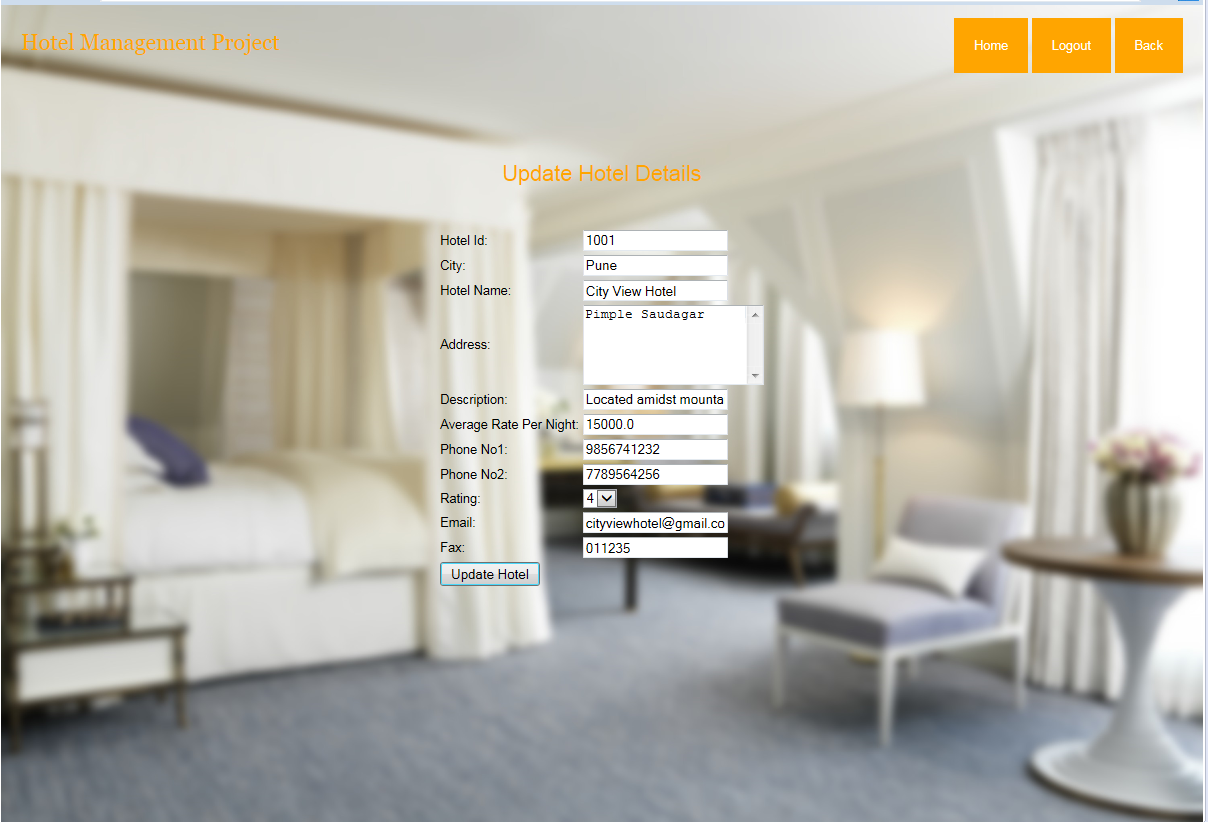 Hotel Management Project
Home Logout Back
Update Hotel Details
Hotel Id: 1001
City: Pune
Hotel Name: City View Hotel
Address: Pimple Saudagar
Description: Located amidst mounta
Average Rate Per Night: 15000.0
Phone No1: 9856741232
Phone No2: 7789564256
Rating: 4
Email: cityviewhotel@gmail.co
Fax: 011235
Update Hotel